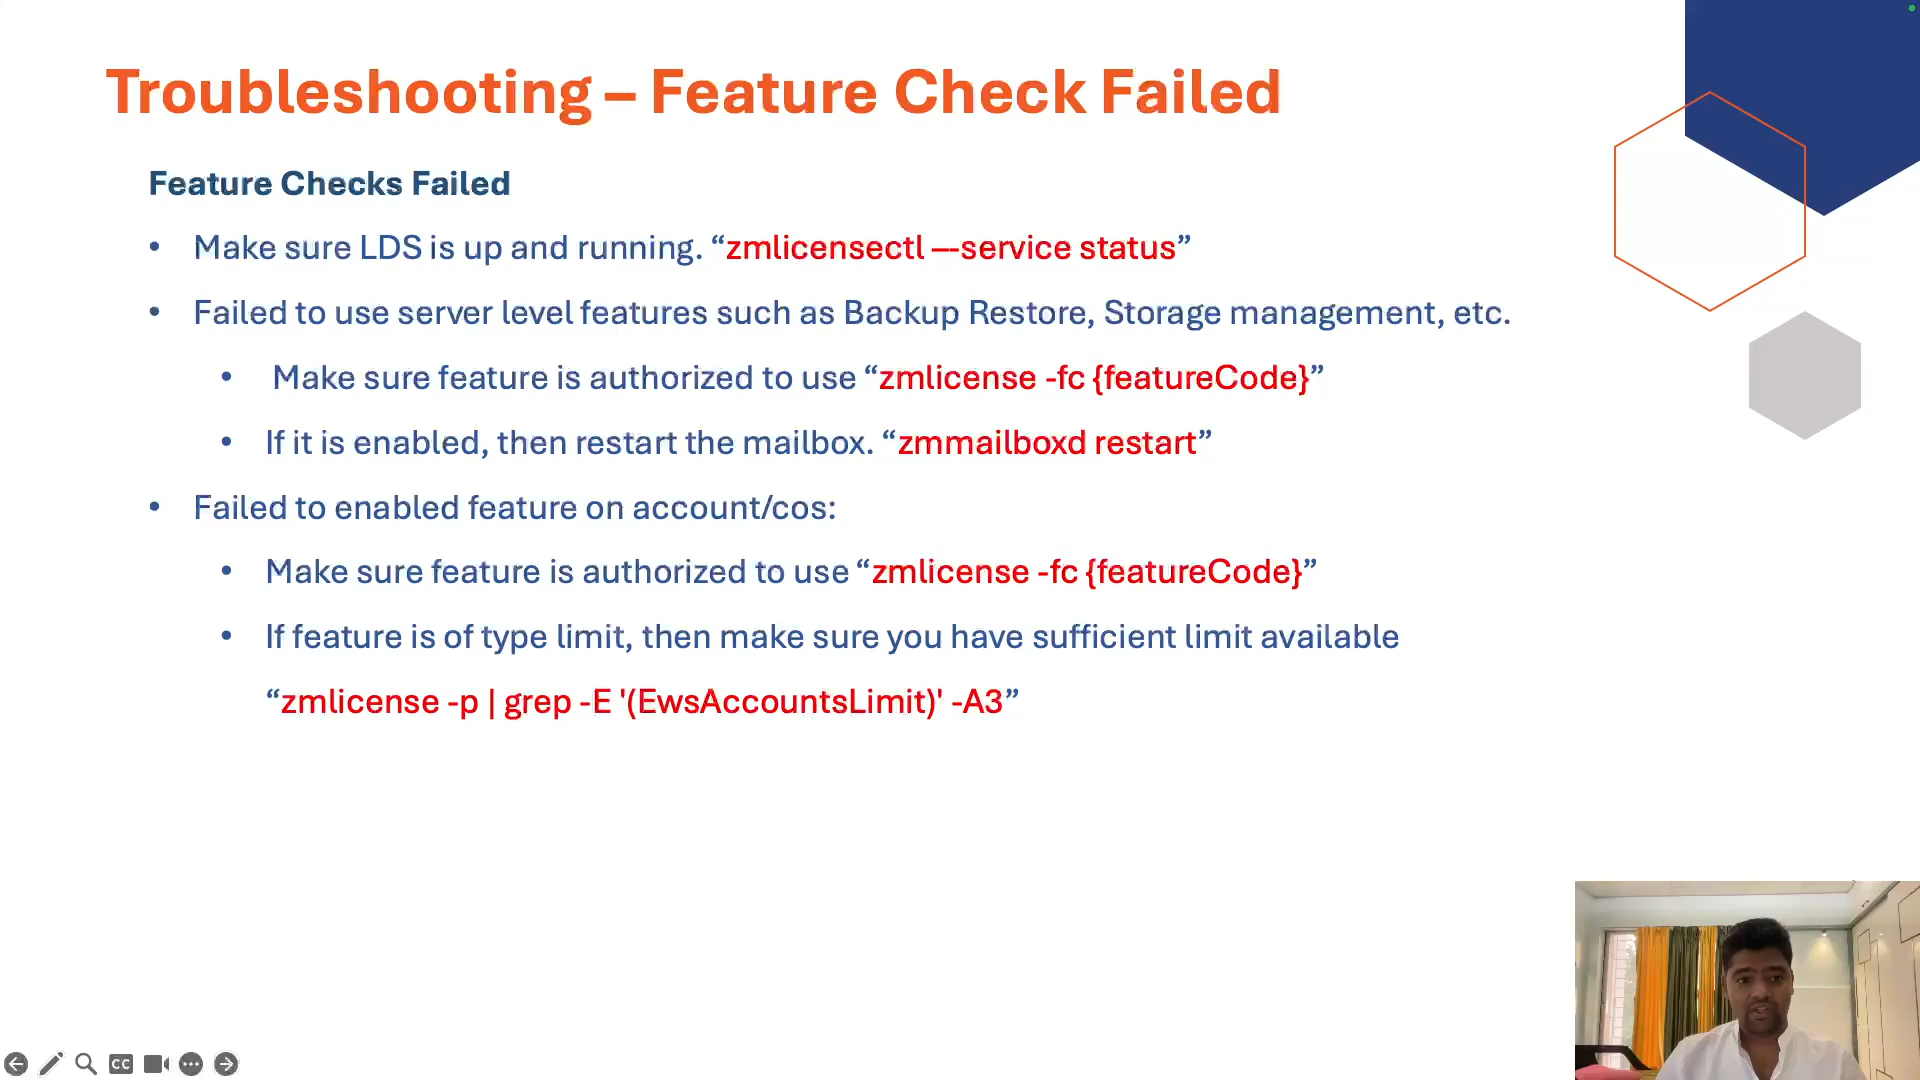 Troubleshooting – Feature Check Failed
Feature Checks Failed
• Make sure LDS is up and running. “zmlicensectl –-service status”
• Failed to use server level features such as Backup Restore, Storage management, etc.
• Make sure feature is authorized to use “zmlicense -fc {featureCode}”
• If it is enabled, then restart the mailbox. “zmmailboxd restart”
• Failed to enabled feature on account/cos:
• Make sure feature is authorized to use “zmlicense -fc {featureCode}”
• If feature is of type limit, then make sure you have sufficient limit available
“zmlicense -p | grep -E '(EwsAccountsLimit)' -A3”
CC